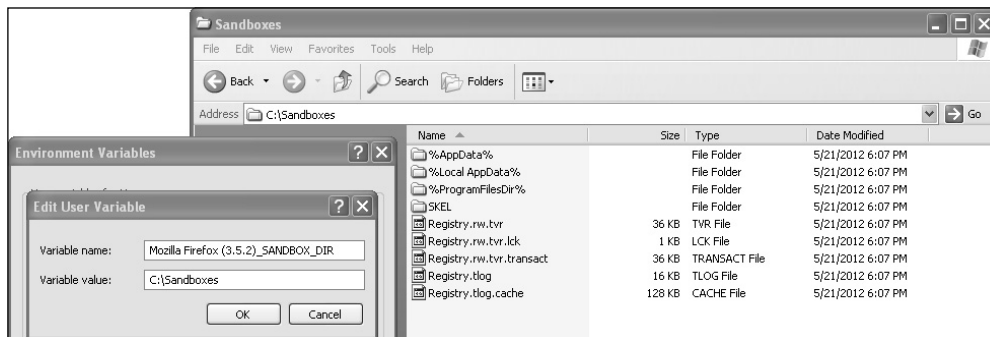 Sandboxes
File Edit View Favorites Tools Help
Back Search Folders
Address C:\Sandboxes Go
Name Size Type Date Modified
%AppData% File Folder 5/21/2012 6:07 PM
%Local AppData% File Folder 5/21/2012 6:07 PM
%ProgramFilesDir% File Folder 5/21/2012 6:07 PM
SKEL File Folder 5/21/2012 6:07 PM
Registry.rw.tvr 36 KB TVR File 5/21/2012 6:07 PM
Registry.rw.tvr.lck 1 KB LCK File 5/21/2012 6:07 PM
Registry.rw.tvr.transact 36 KB TRANSACT File 5/21/2012 6:07 PM
Registry.tlog 16 KB TLOG File 5/21/2012 6:07 PM
Registry.tlog.cache 128 KB CACHE File 5/21/2012 6:07 PM
Environment Variables
Edit User Variable
Variable name: Mozilla Firefox (3.5.2)_SANDBOX_DIR
Variable value: C:\Sandboxes
OK Cancel